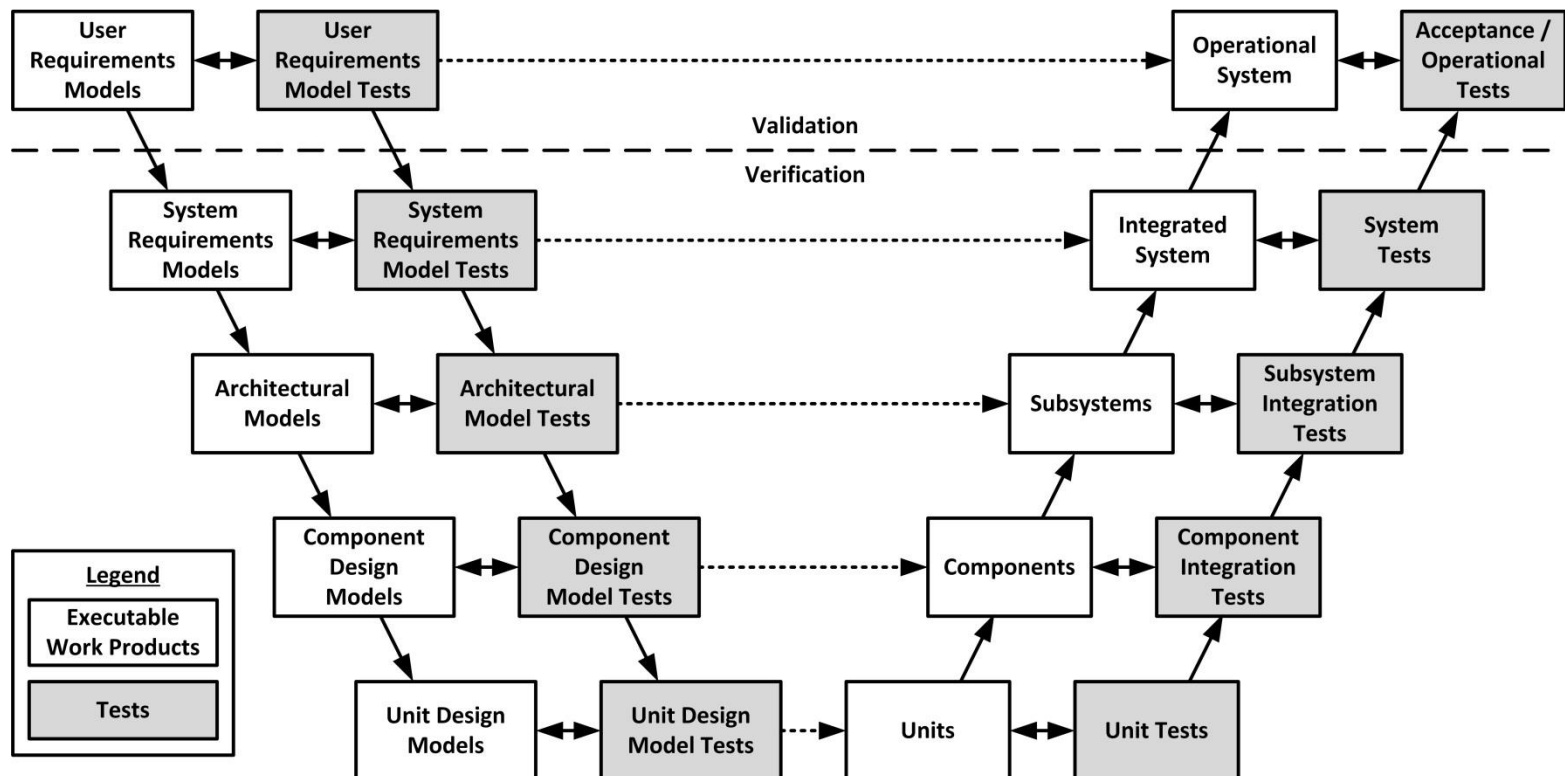 User
Requirements
Models
User
Requirements
Model Tests
Operational
System
Acceptance /
Operational
Tests
Validation
Verification
System
Requirements
Models
System
Requirements
Model Tests
Integrated
System
System
Tests
Architectural
Models
Architectural
Model Tests
Subsystems
Subsystem
Integration
Tests
Component
Design
Models
Component
Design
Model Tests
Components
Component
Integration
Tests
Legend
Executable
Work Products
Tests
Unit Design
Models
Unit Design
Model Tests
Units
Unit Tests